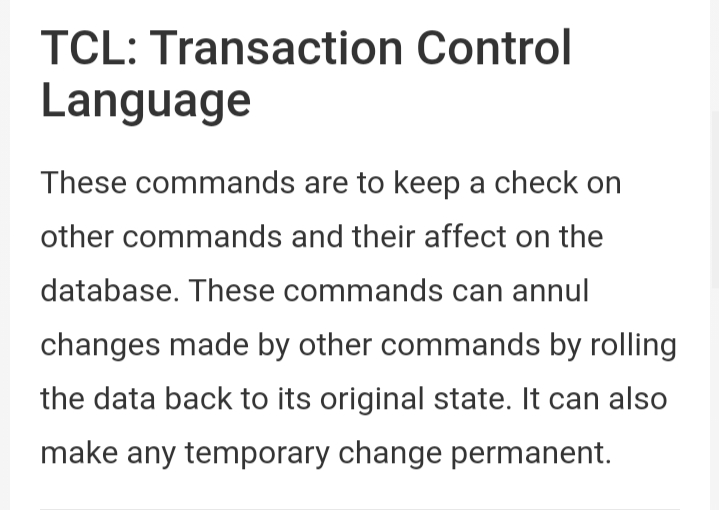 TCL: Transaction Control
Language
These commands are to keep a check on
other commands and their affect on the
database. These commands can annul
changes made by other commands by rolling
the data back to its original state. It can also
make any temporary change permanent.